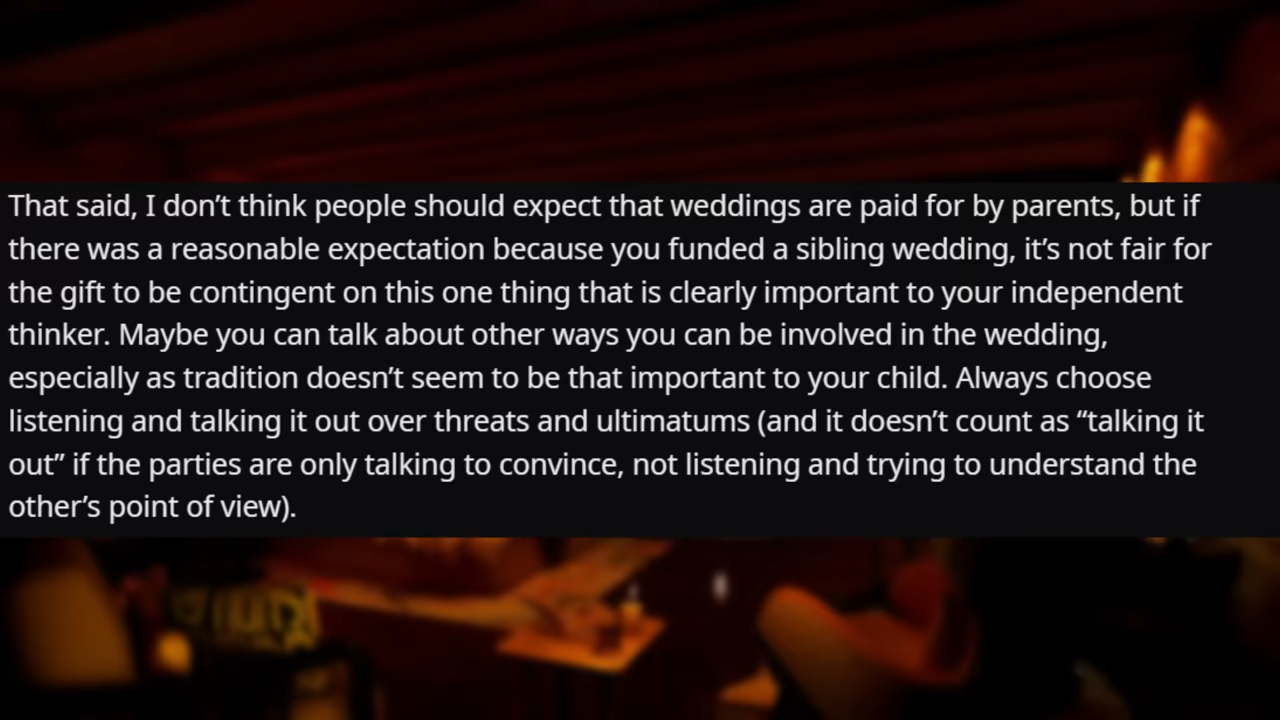 That said, I don’t think people should expect that weddings are paid for by parents, but if
there was a reasonable expectation because you funded a sibling wedding, it’s not fair for
the gift to be contingent on this one thing that is clearly important to your independent
thinker. Maybe you can talk about other ways you can be involved in the wedding,
especially as tradition doesn’t seem to be that important to your child. Always choose
listening and talking it out over threats and ultimatums (and it doesn’t count as “talking it
out” if the parties are only talking to convince, not listening and trying to understand the
other’s point of view).